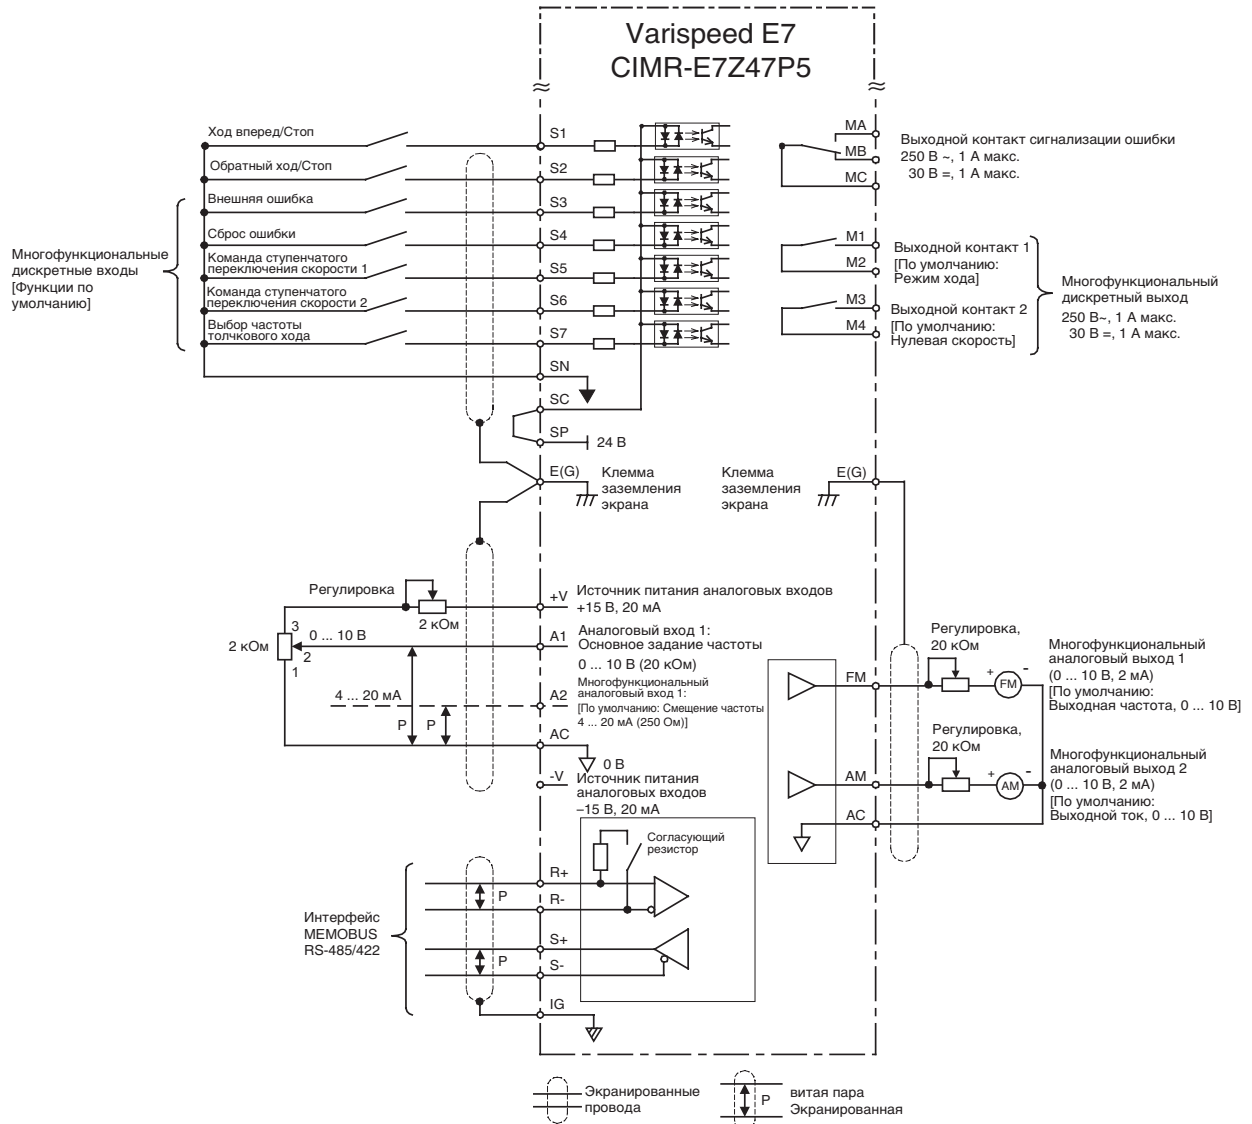 Varispeed E7
CIMR-E7Z47P5
Ход вперед/Стоп
S1
Обратный ход/Стоп
S2
Внешняя ошибка
S3
Сброс ошибки
S4
Команда ступенчатого
переключения скорости 1
S5
Команда ступенчатого
переключения скорости 2
S6
Выбор частоты
толчкового хода
S7
Многофункциональные
дискретные входы
[Функции по
умолчанию]
SN
SC
SP
24 В
MA
MB
MC
Выходной контакт сигнализации ошибки
250 В ~, 1 А макс.
30 В =, 1 А макс.
M1
M2
Выходной контакт 1
[По умолчанию:
Режим хода]
M3
M4
Выходной контакт 2
[По умолчанию:
Нулевая скорость]
Многофункциональный
дискретный выход
250 В~, 1 А макс.
30 В =, 1 А макс.
E(G)
Клемма
заземления
экрана
Клемма
заземления
экрана
E(G)
Регулировка
2 кОм
+V
Источник питания аналоговых входов
+15 В, 20 мА
2 кОм
3
2
1
0 ... 10 В
A1
Аналоговый вход 1:
Основное задание частоты
0 ... 10 В (20 кОм)
4 ... 20 мА
P
P
A2
Многофункциональный
аналоговый вход 1:
[По умолчанию: Смещение частоты
4 ... 20 мА (250 Ом)]
AC
0 В
-V
Источник питания
аналоговых входов
–15 В, 20 мА
FM
Регулировка,
20 кОм
+
FM
-
Многофункциональный
аналоговый выход 1
(0 ... 10 В, 2 мА)
[По умолчанию:
Выходная частота, 0 ... 10 В]
AM
Регулировка,
20 кОм
+
AM
-
Многофункциональный
аналоговый выход 2
(0 ... 10 В, 2 мА)
[По умолчанию:
Выходной ток, 0 ... 10 В]
AC
Согласующий
резистор
Интерфейс
MEMOBUS
RS-485/422
P
R+
R-
P
S+
S-
IG
Экранированные
провода
P
витая пара
Экранированная